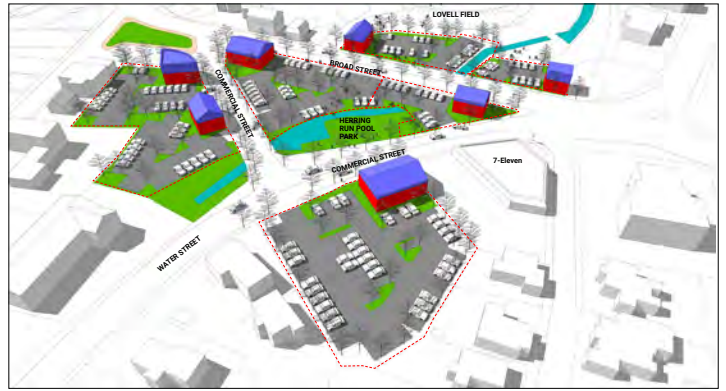 LOVELL FIELD
BROAD STREET
COMMERCIAL STREET
HERRING
RUN POOL
PARK
COMMERCIAL STREET
7-Eleven
WATER STREET